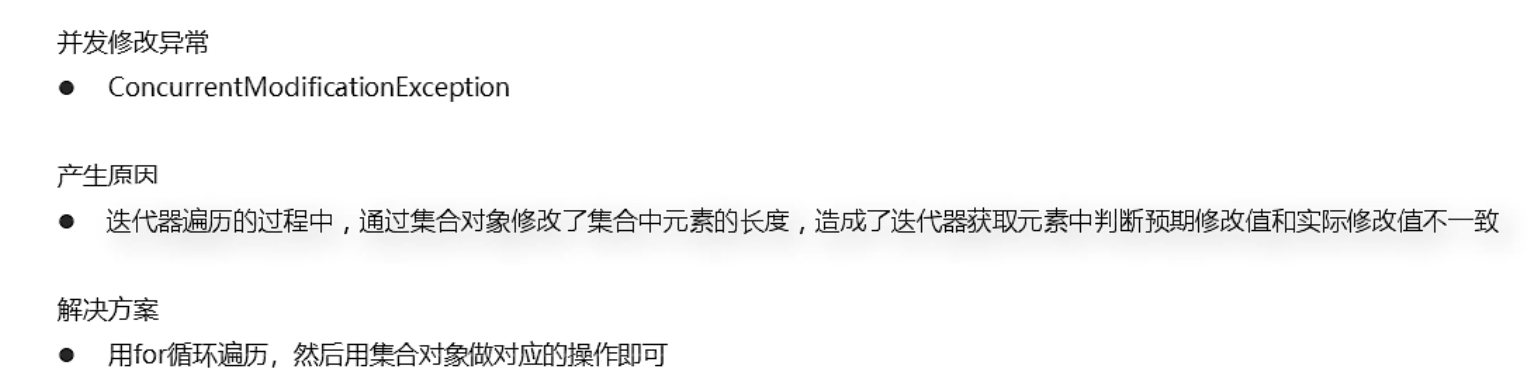 并发修改异常
● ConcurrentModificationException
产生原因
● 迭代器遍历的过程中，通过集合对象修改了集合中元素的长度，造成了迭代器获取元素中判断预期修改值和实际修改值不一致
解决方案
● 用for循环遍历，然后用集合对象做对应的操作即可